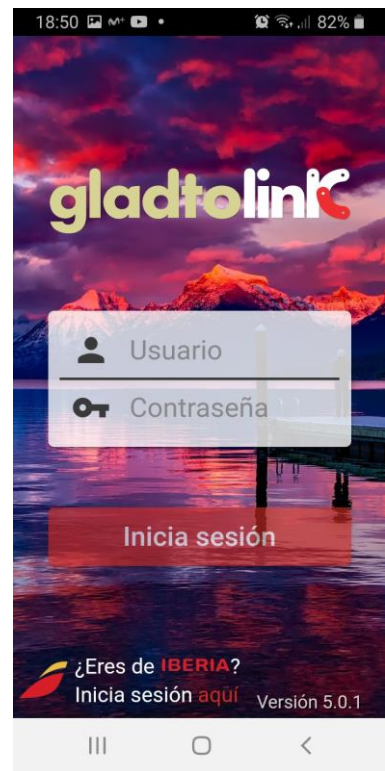 18:50 M+ 82%
gladtolink
Usuario
Contraseña
Inicia sesión
¿Eres de IBERIA?
Inicia sesión aquí
Versión 5.0.1